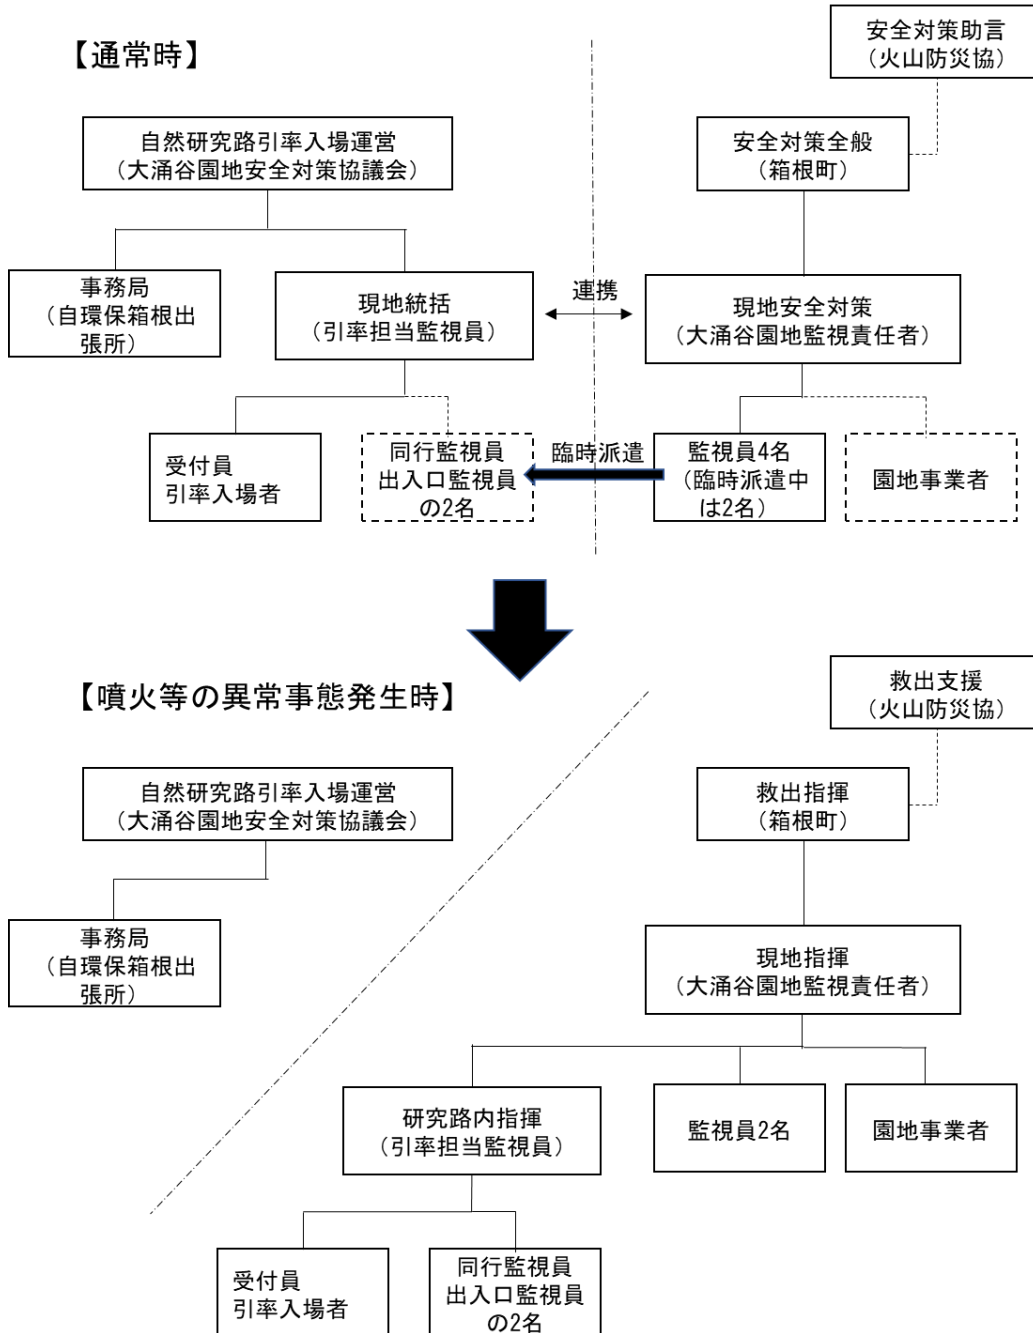 【通常時】
安全対策助言
（火山防災協）
自然研究路引率入場運営
（大涌谷園地安全対策協議会）
安全対策全般
（箱根町）
事務局
（自環保箱根出
張所）
現地統括
（引率担当監視員）
連携
現地安全対策
（大涌谷園地監視責任者）
受付員
引率入場者
同行監視員
出入口監視員
の2名
臨時派遣
監視員4名
（臨時派遣中
は2名）
園地事業者
【噴火等の異常事態発生時】
救出支援
（火山防災協）
自然研究路引率入場運営
（大涌谷園地安全対策協議会）
救出指揮
（箱根町）
事務局
（自環保箱根出
張所）
現地指揮
（大涌谷園地監視責任者）
研究路内指揮
（引率担当監視員）
監視員2名
園地事業者
受付員
引率入場者
同行監視員
出入口監視員
の2名